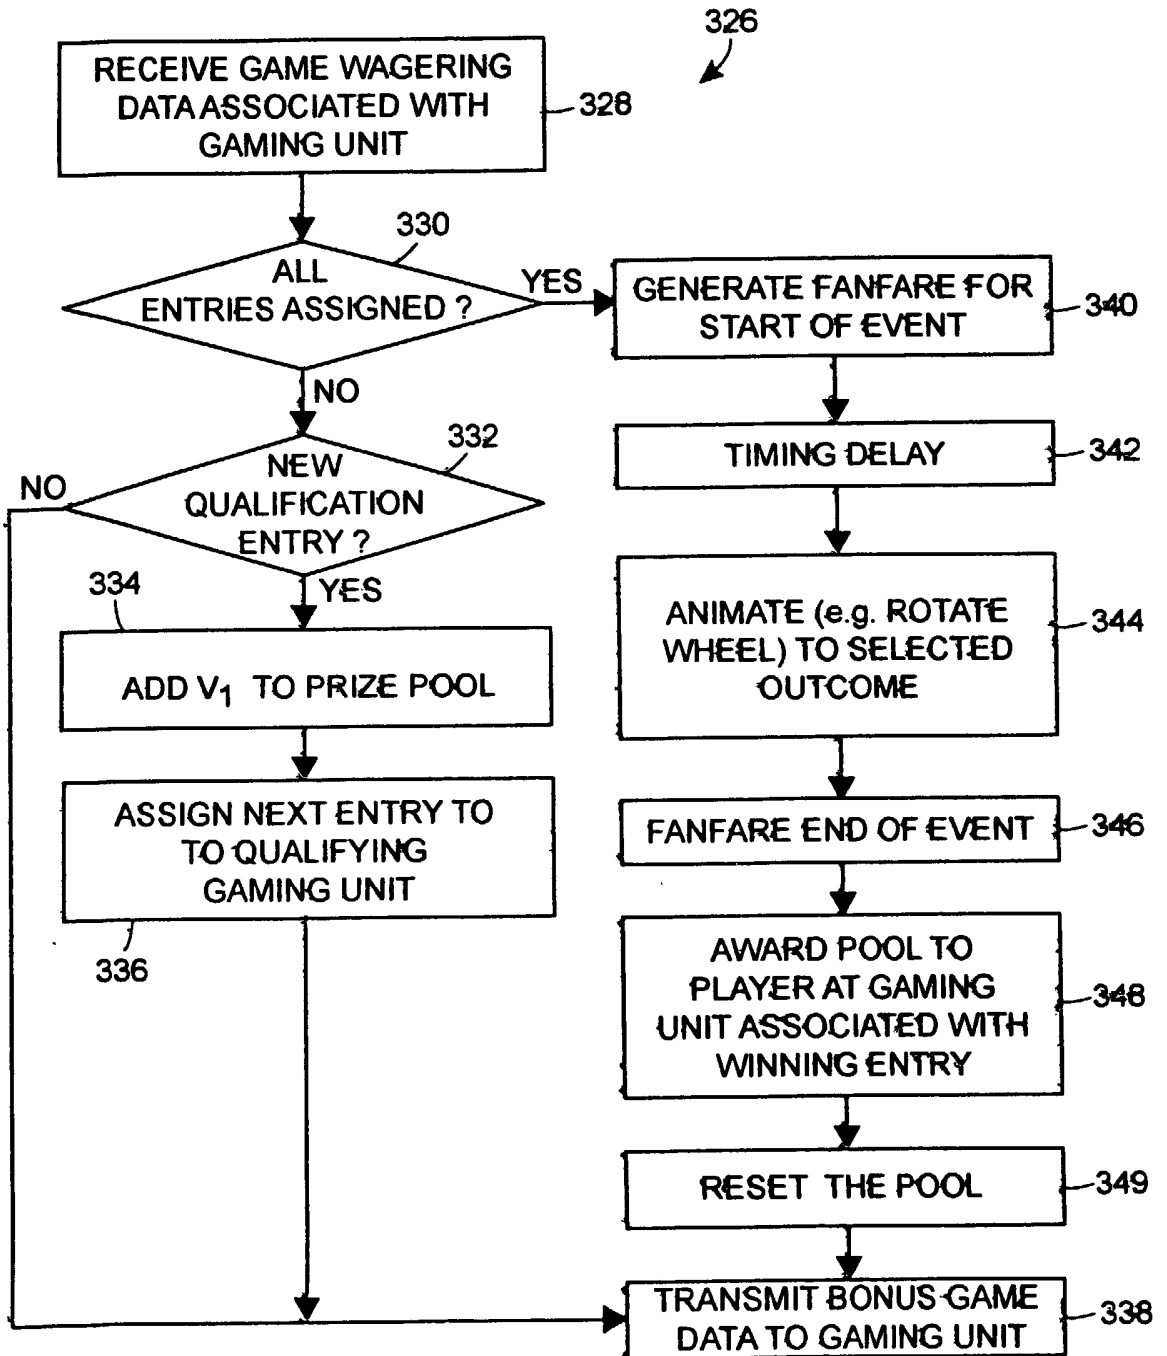 326
RECEIVE GAME WAGERING
DATA ASSOCIATED WITH
GAMING UNIT
328
330
ALL
ENTRIES ASSIGNED ?
YES
NO
332
NEW
QUALIFICATION
ENTRY ?
NO
YES
334
ADD V1 TO PRIZE POOL
ASSIGN NEXT ENTRY TO
TO QUALIFYING
GAMING UNIT
336
GENERATE FANFARE FOR
START OF EVENT
340
TIMING DELAY
342
ANIMATE (e.g. ROTATE
WHEEL) TO SELECTED
OUTCOME
344
FANFARE END OF EVENT
346
AWARD POOL TO
PLAYER AT GAMING
UNIT ASSOCIATED WITH
WINNING ENTRY
348
RESET THE POOL
349
TRANSMIT BONUS GAME
DATA TO GAMING UNIT
338